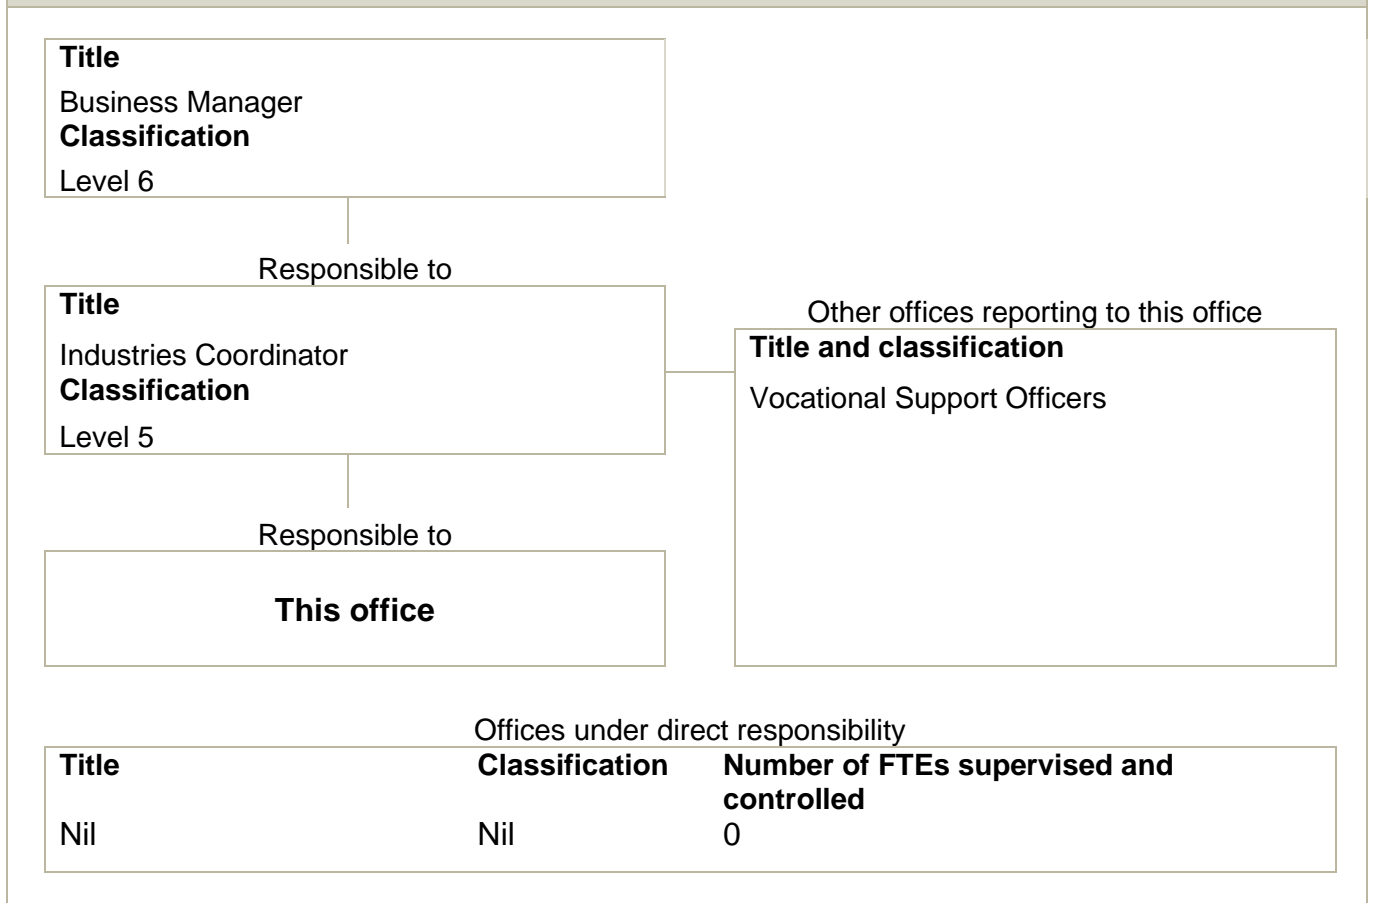 Title
Business Manager
Classification
Level 6
Responsible to
Title
Industries Coordinator
Classification
Level 5
Other offices reporting to this office
Title and classification
Vocational Support Officers
Responsible to
This office
Offices under direct responsibility
Title Classification Number of FTEs supervised and
controlled
Nil Nil 0